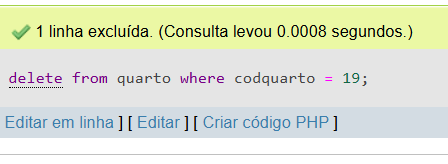 1 linha excluída. (Consulta levou 0.0008 segundos.)
delete from quarto where codquarto = 19;
Editar em linha ] [ Editar ] [ Criar código PHP ]